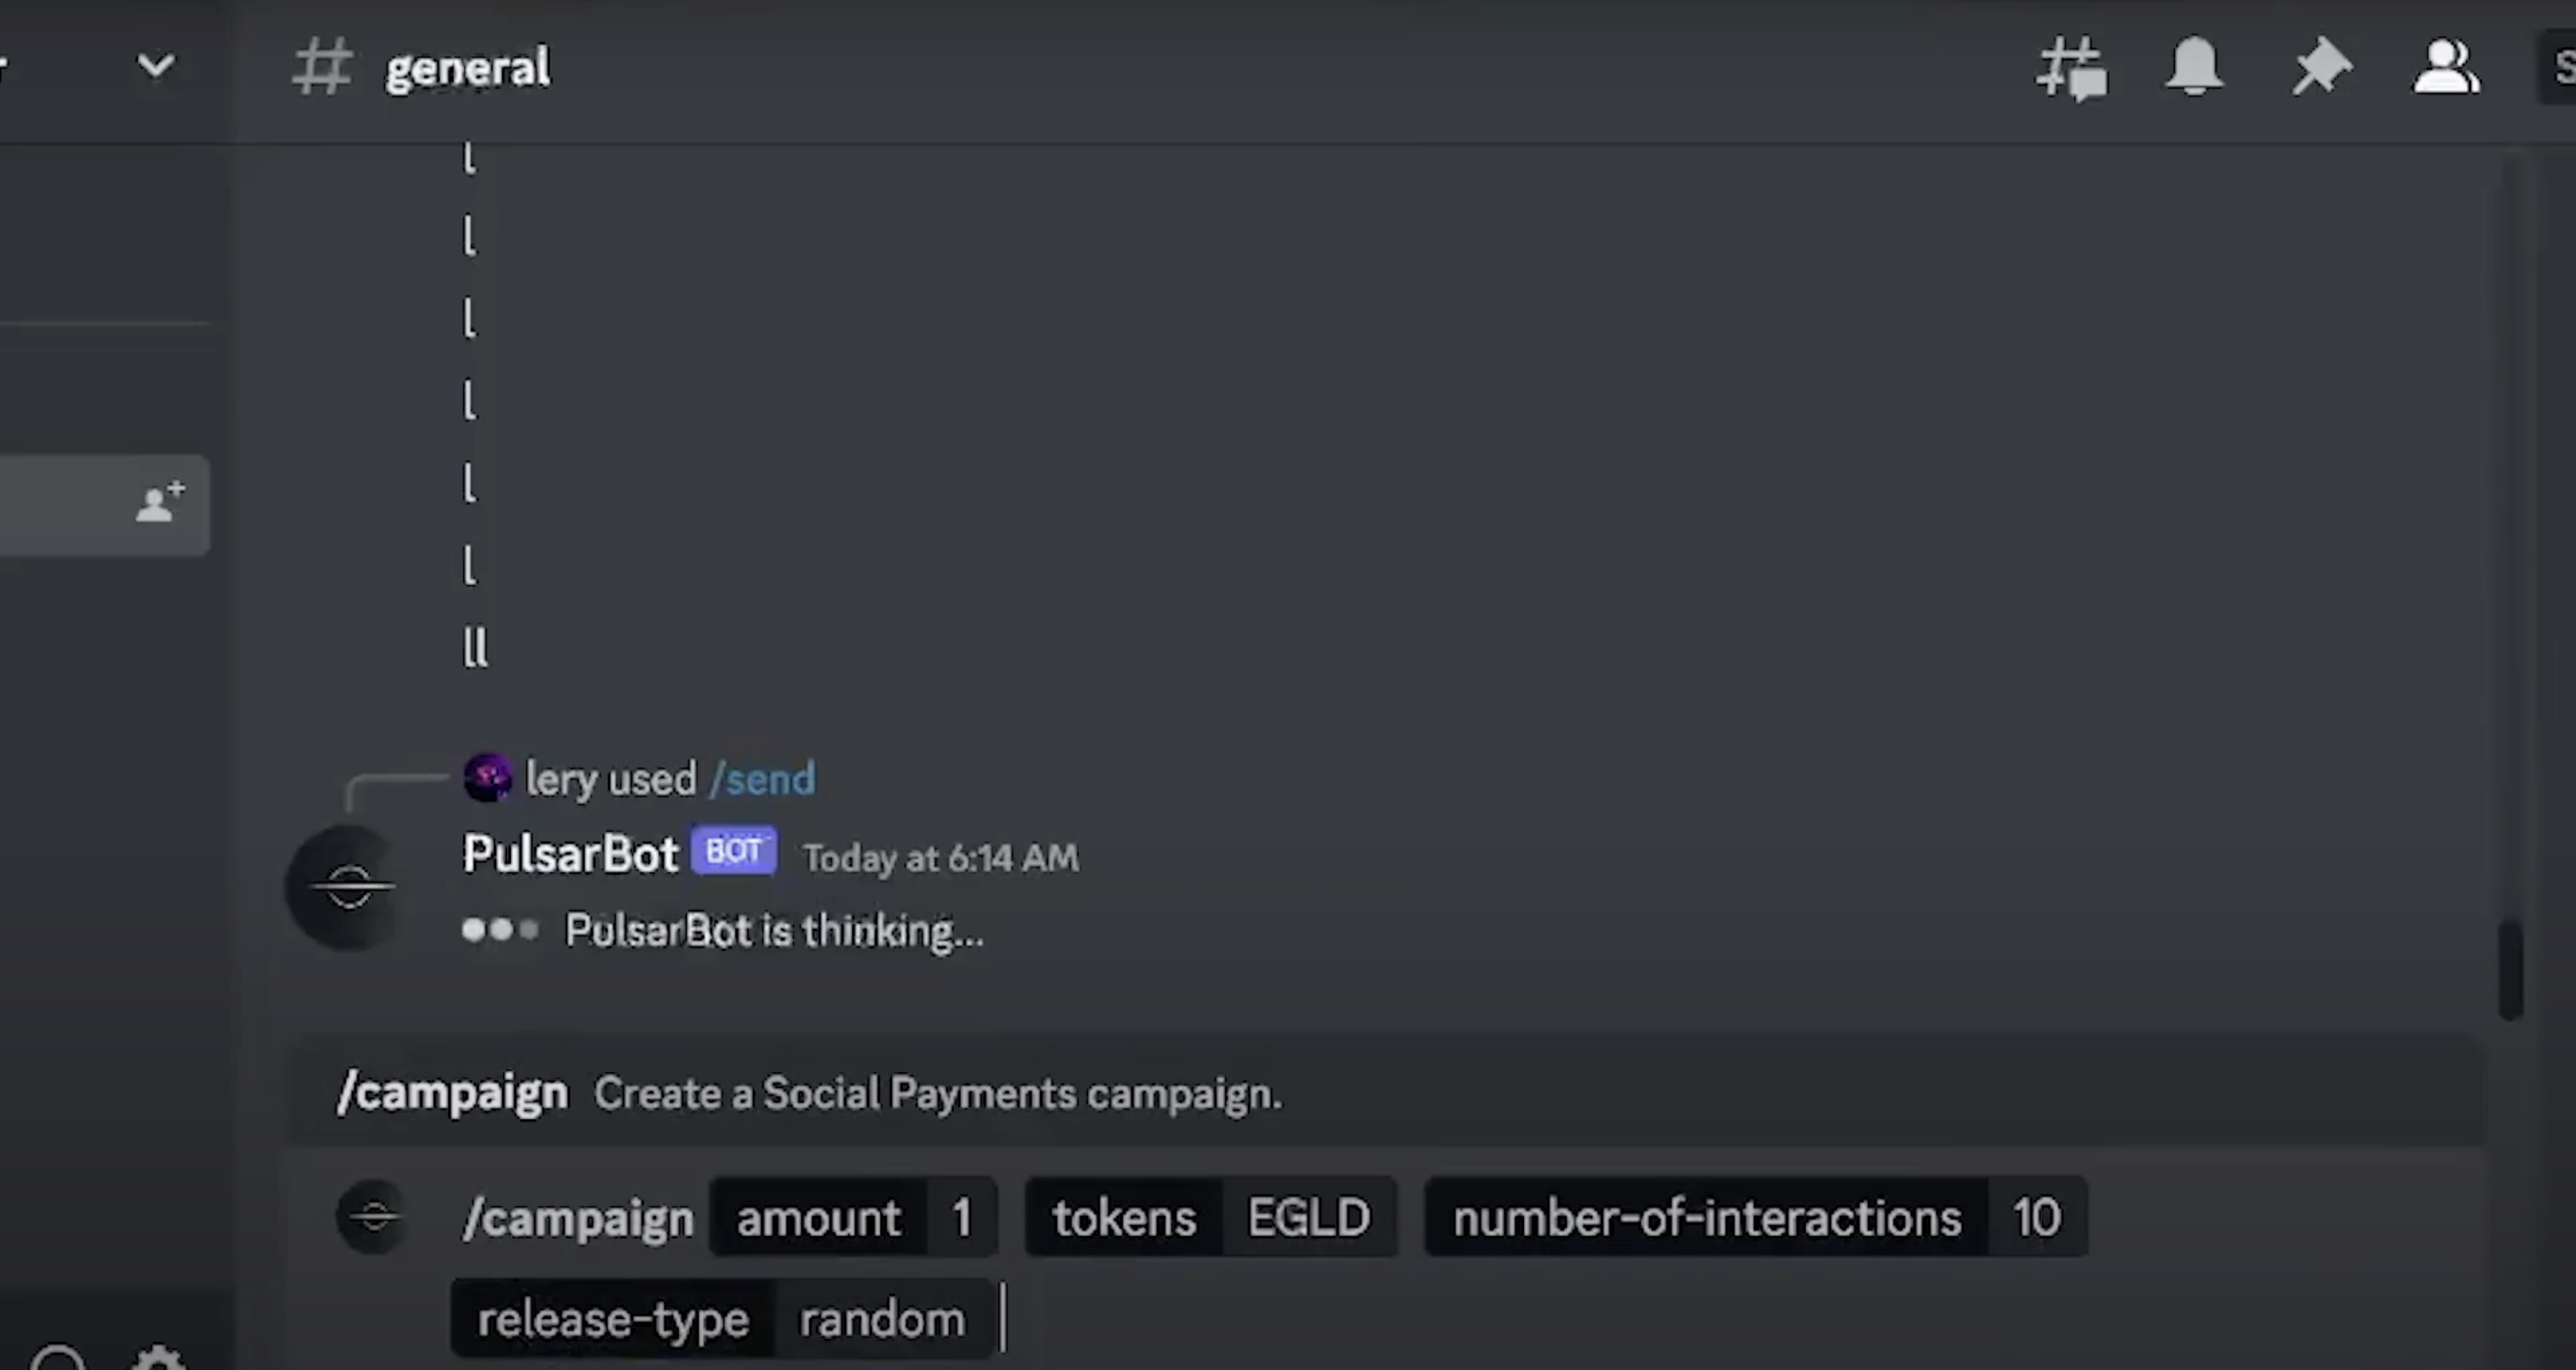 # general
l
l
l
l
l
l
ll
lery used /send
PulsarBot BOT Today at 6:14 AM
PulsarBot is thinking...
/campaign Create a Social Payments campaign.
/campaign amount 1 tokens EGLD number-of-interactions 10
release-type random